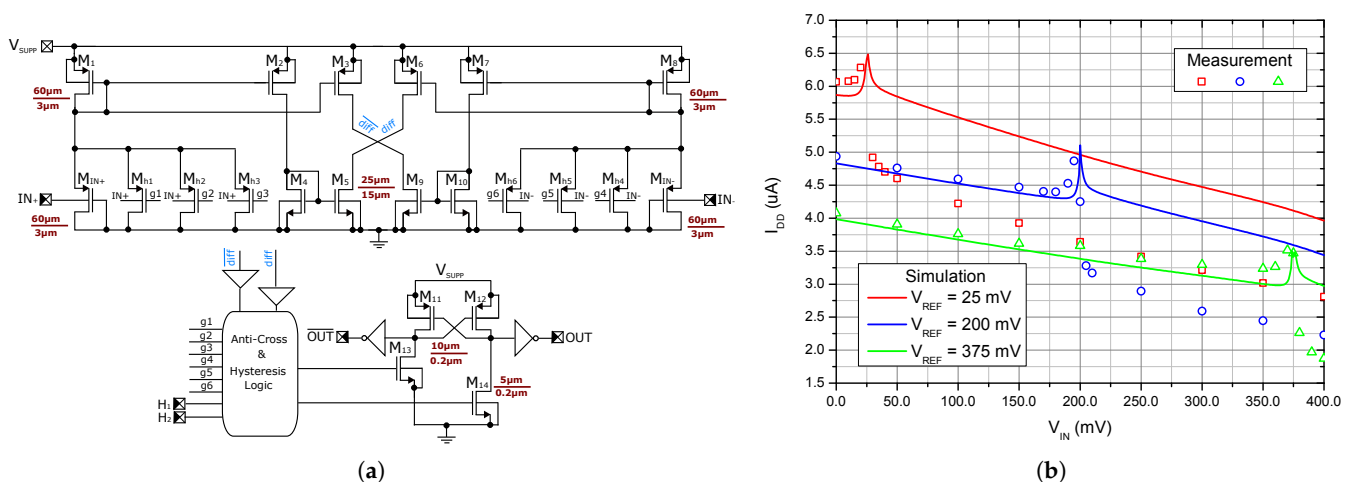 V_SUPP
M1 M2 M3 M6 M7 M8
60µm
3µm
60µm
3µm
diff diff
MIN+ Mh1 Mh2 Mh3 M4 M5 M9 M10 Mh6 Mh5 Mh4 MIN-
25µm
15µm
IN+ IN+ g1 IN+ g2 IN+ g3 g6 IN- g5 IN- g4 IN- IN-
60µm
3µm
60µm
3µm
diff diff
V_SUPP
M11 M12
g1
g2
g3
g4
g5
g6
H1
H2
Anti-Cross
&
Hysteresis
Logic
OUT OUT
M13
10µm
0.2µm
M14
5µm
0.2µm
(a)
7.0
6.5
6.0
5.5
5.0
4.5
4.0
3.5
3.0
2.5
2.0
1.5
I_DD (uA)
Measurement
Simulation
V_REF = 25 mV
V_REF = 200 mV
V_REF = 375 mV
0.0 50.0 100.0 150.0 200.0 250.0 300.0 350.0 400.0
V_IN (mV)
(b)